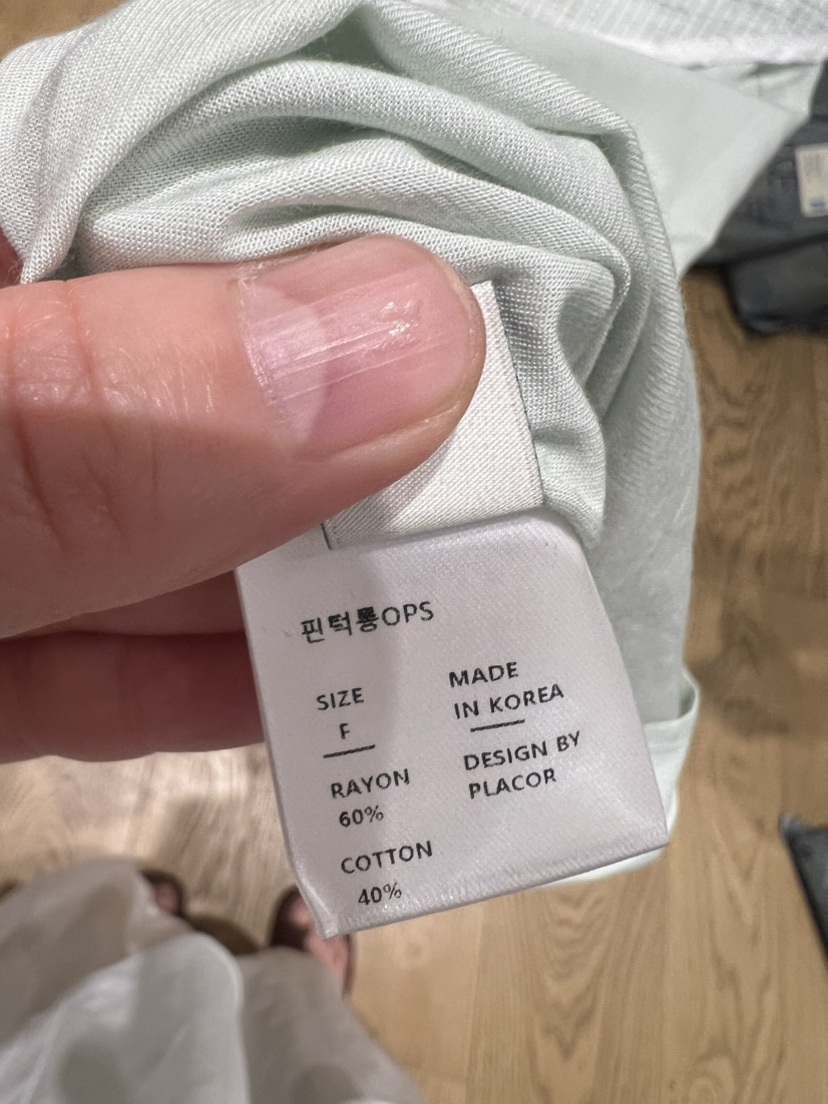 핀턱롱OPS
SIZE
F
RAYON
60%
COTTON
40%
MADE
IN KOREA
DESIGN BY
PLACOR